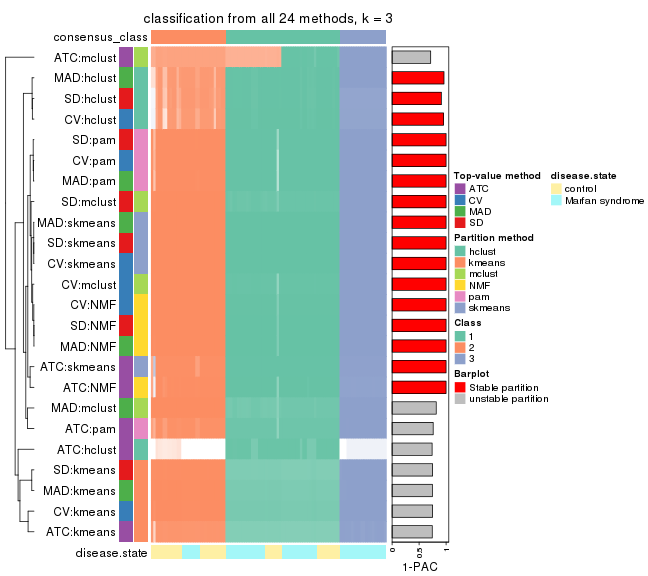 classification from all 24 methods, k = 3
consensus_class
ATC:mclust
MAD:hclust
SD:hclust
CV:hclust
SD:pam
CV:pam
MAD:pam
SD:mclust
MAD:skmeans
SD:skmeans
CV:skmeans
CV:mclust
CV:NMF
SD:NMF
MAD:NMF
ATC:skmeans
ATC:NMF
MAD:mclust
ATC:pam
ATC:hclust
SD:kmeans
MAD:kmeans
CV:kmeans
ATC:kmeans
disease.state
0
0.5
1
1-PAC
Top-value method
ATC
CV
MAD
SD
Partition method
hclust
kmeans
mclust
NMF
pam
skmeans
Class
1
2
3
Barplot
Stable partition
unstable partition
disease.state
control
Marfan syndrome